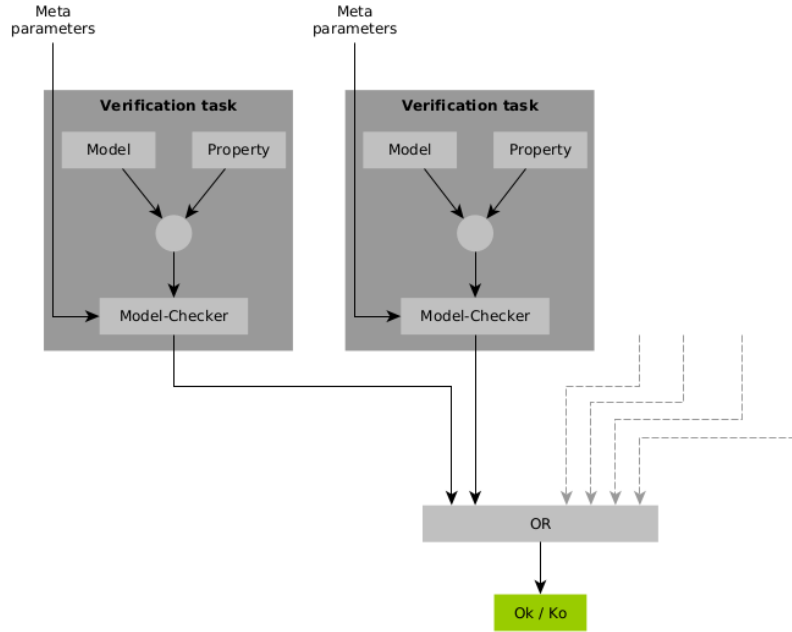 Meta
parameters
Meta
parameters
Verification task
Verification task
Model
Property
Model
Property
Model-Checker
Model-Checker
OR
Ok / Ko